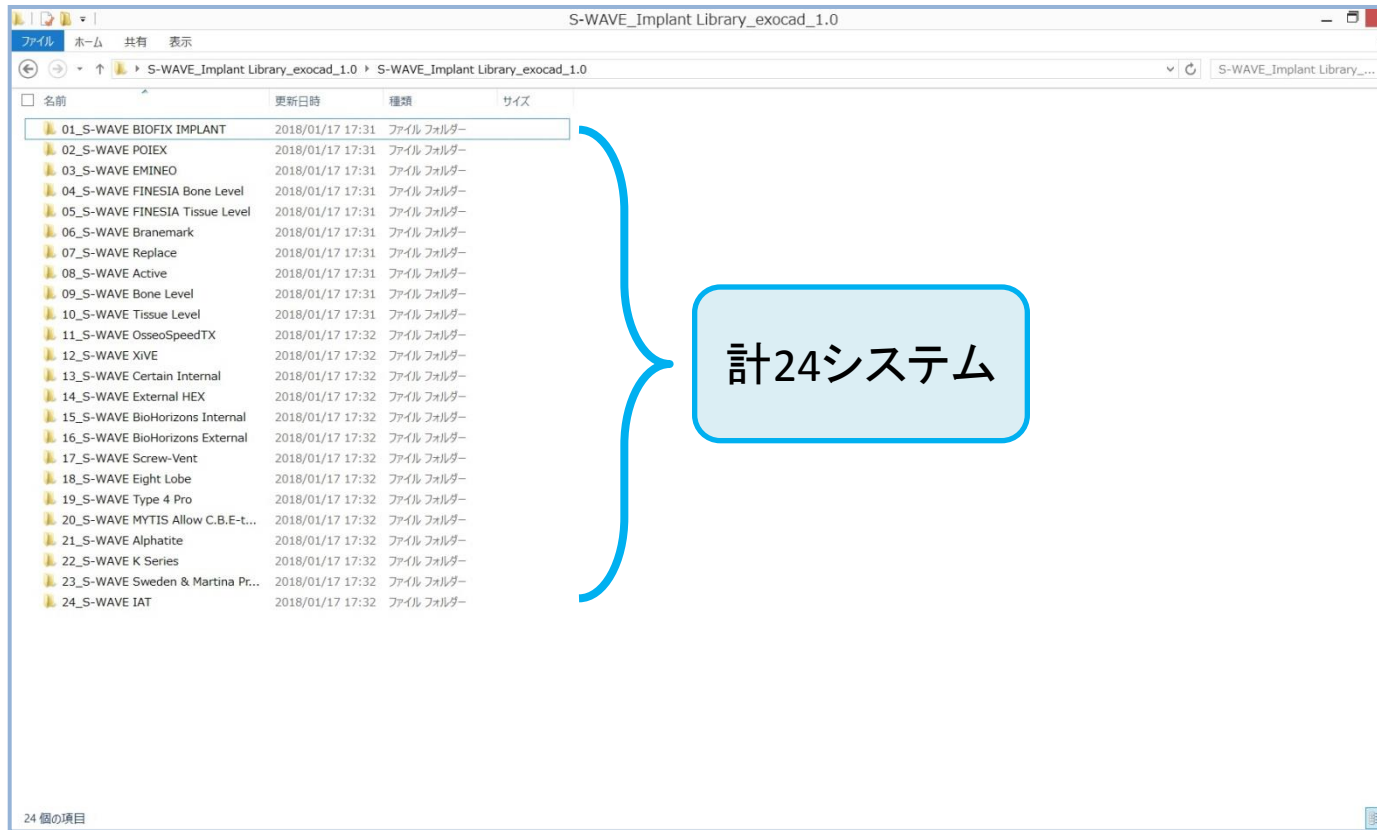 S-WAVE_Implant Library_exocad_1.0
ファイル ホーム 共有 表示
S-WAVE_Implant Library_exocad_1.0 S-WAVE_Implant Library_exocad_1.0 S-WAVE_Implant Library_...
名前 更新日時 種類 サイズ
01_S-WAVE BIOFIX IMPLANT 2018/01/17 17:31 ファイル フォルダー
02_S-WAVE POIEX 2018/01/17 17:31 ファイル フォルダー
03_S-WAVE EMINEO 2018/01/17 17:31 ファイル フォルダー
04_S-WAVE FINESIA Bone Level 2018/01/17 17:31 ファイル フォルダー
05_S-WAVE FINESIA Tissue Level 2018/01/17 17:31 ファイル フォルダー
06_S-WAVE Branemark 2018/01/17 17:31 ファイル フォルダー
07_S-WAVE Replace 2018/01/17 17:31 ファイル フォルダー
08_S-WAVE Active 2018/01/17 17:31 ファイル フォルダー
09_S-WAVE Bone Level 2018/01/17 17:31 ファイル フォルダー
10_S-WAVE Tissue Level 2018/01/17 17:31 ファイル フォルダー
11_S-WAVE OsseoSpeedTX 2018/01/17 17:32 ファイル フォルダー
12_S-WAVE XiVE 2018/01/17 17:32 ファイル フォルダー
13_S-WAVE Certain Internal 2018/01/17 17:32 ファイル フォルダー
14_S-WAVE External HEX 2018/01/17 17:32 ファイル フォルダー
15_S-WAVE BioHorizons Internal 2018/01/17 17:32 ファイル フォルダー
16_S-WAVE BioHorizons External 2018/01/17 17:32 ファイル フォルダー
17_S-WAVE Screw-Vent 2018/01/17 17:32 ファイル フォルダー
18_S-WAVE Eight Lobe 2018/01/17 17:32 ファイル フォルダー
19_S-WAVE Type 4 Pro 2018/01/17 17:32 ファイル フォルダー
20_S-WAVE MYTIS Allow C.B.E-t... 2018/01/17 17:32 ファイル フォルダー
21_S-WAVE Alphatite 2018/01/17 17:32 ファイル フォルダー
22_S-WAVE K Series 2018/01/17 17:32 ファイル フォルダー
23_S-WAVE Sweden & Martina Pr... 2018/01/17 17:32 ファイル フォルダー
24_S-WAVE IAT 2018/01/17 17:32 ファイル フォルダー
計24システム
24 個の項目